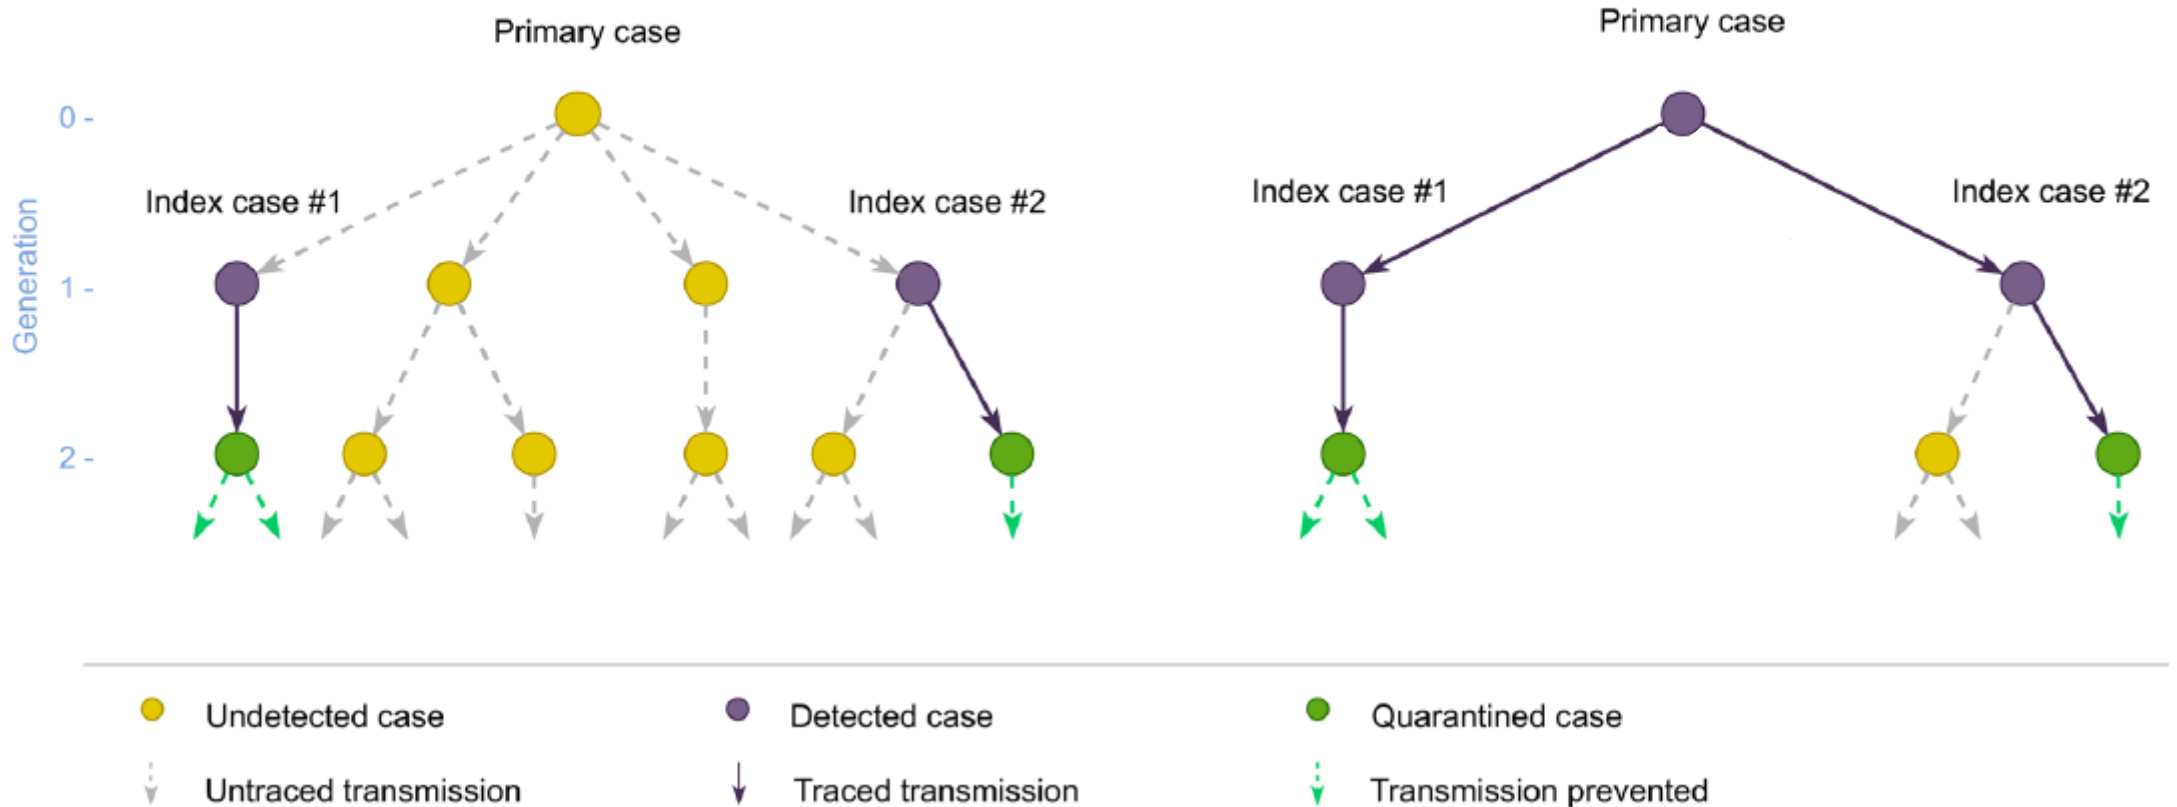 Primary case
Primary case
0 -
Index case #1
Index case #2
Index case #1
Index case #2
Generation
1 -
2 -
Undetected case
Detected case
Quarantined case
Untraced transmission
Traced transmission
Transmission prevented